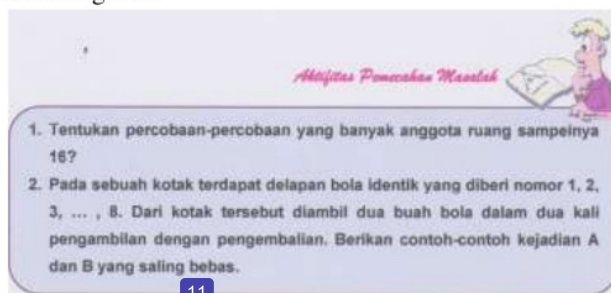 Aktifitas Pemecahan Masalah
1. Tentukan percobaan-percobaan yang banyak anggota ruang sampelnya
16?
2. Pada sebuah kotak terdapat delapan bola identik yang diberi nomor 1, 2,
3, ... , 8. Dari kotak tersebut diambil dua buah bola dalam dua kali
pengambilan dengan pengembalian. Berikan contoh-contoh kejadian A
dan B yang saling bebas.
11